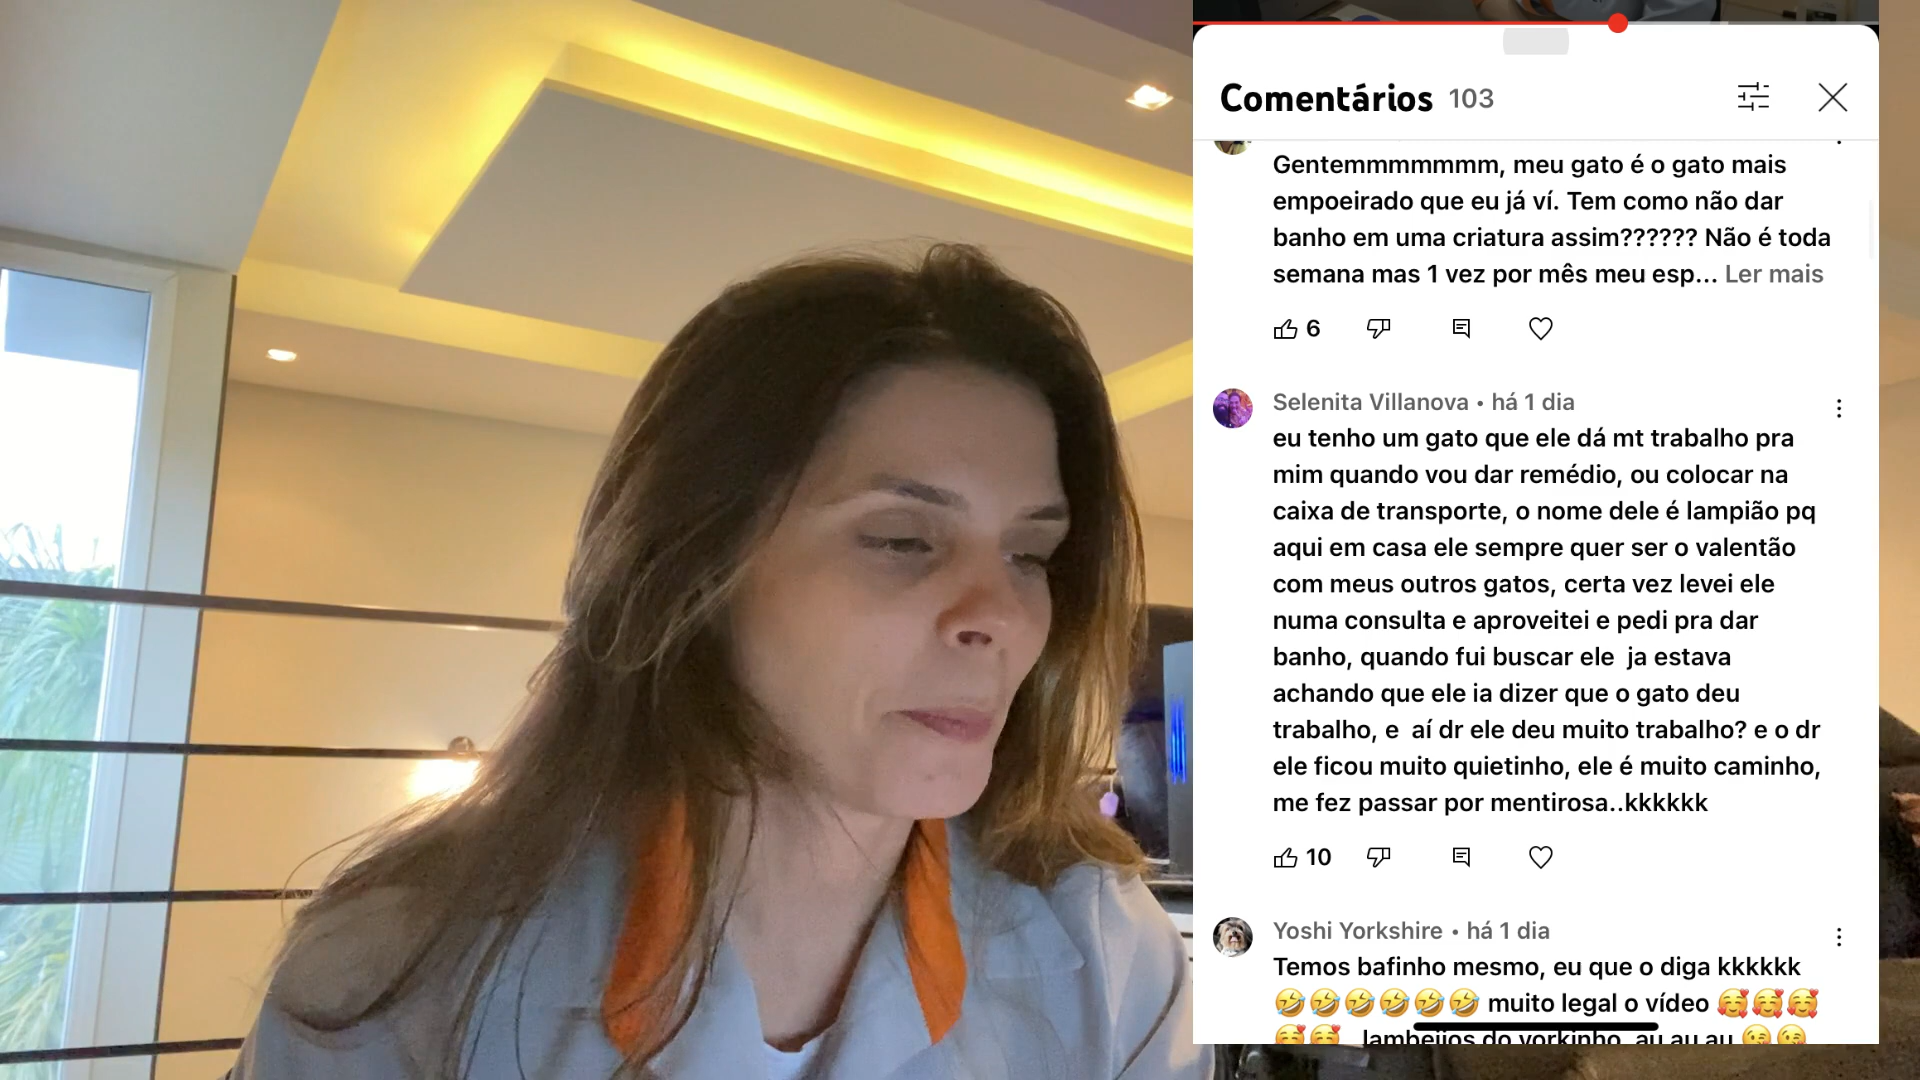 Comentários 103
Gentemmmmmmm, meu gato é o gato mais
empoeirado que eu já ví. Tem como não dar
banho em uma criatura assim?????? Não é toda
semana mas 1 vez por mês meu esp... Ler mais
6
Selenita Villanova • há 1 dia
eu tenho um gato que ele dá mt trabalho pra
mim quando vou dar remédio, ou colocar na
caixa de transporte, o nome dele é lampião pq
aqui em casa ele sempre quer ser o valentão
com meus outros gatos, certa vez levei ele
numa consulta e aproveitei e pedi pra dar
banho, quando fui buscar ele  ja estava
achando que ele ia dizer que o gato deu
trabalho, e  aí dr ele deu muito trabalho? e o dr
ele ficou muito quietinho, ele é muito caminho,
me fez passar por mentirosa..kkkkkk
10
Yoshi Yorkshire • há 1 dia
Temos bafinho mesmo, eu que o diga kkkkkk
🤣🤣🤣🤣🤣🤣 muito legal o vídeo 🥰🥰🥰
🥰🥰 lambeijos do yorkinho, au au au 😘😘